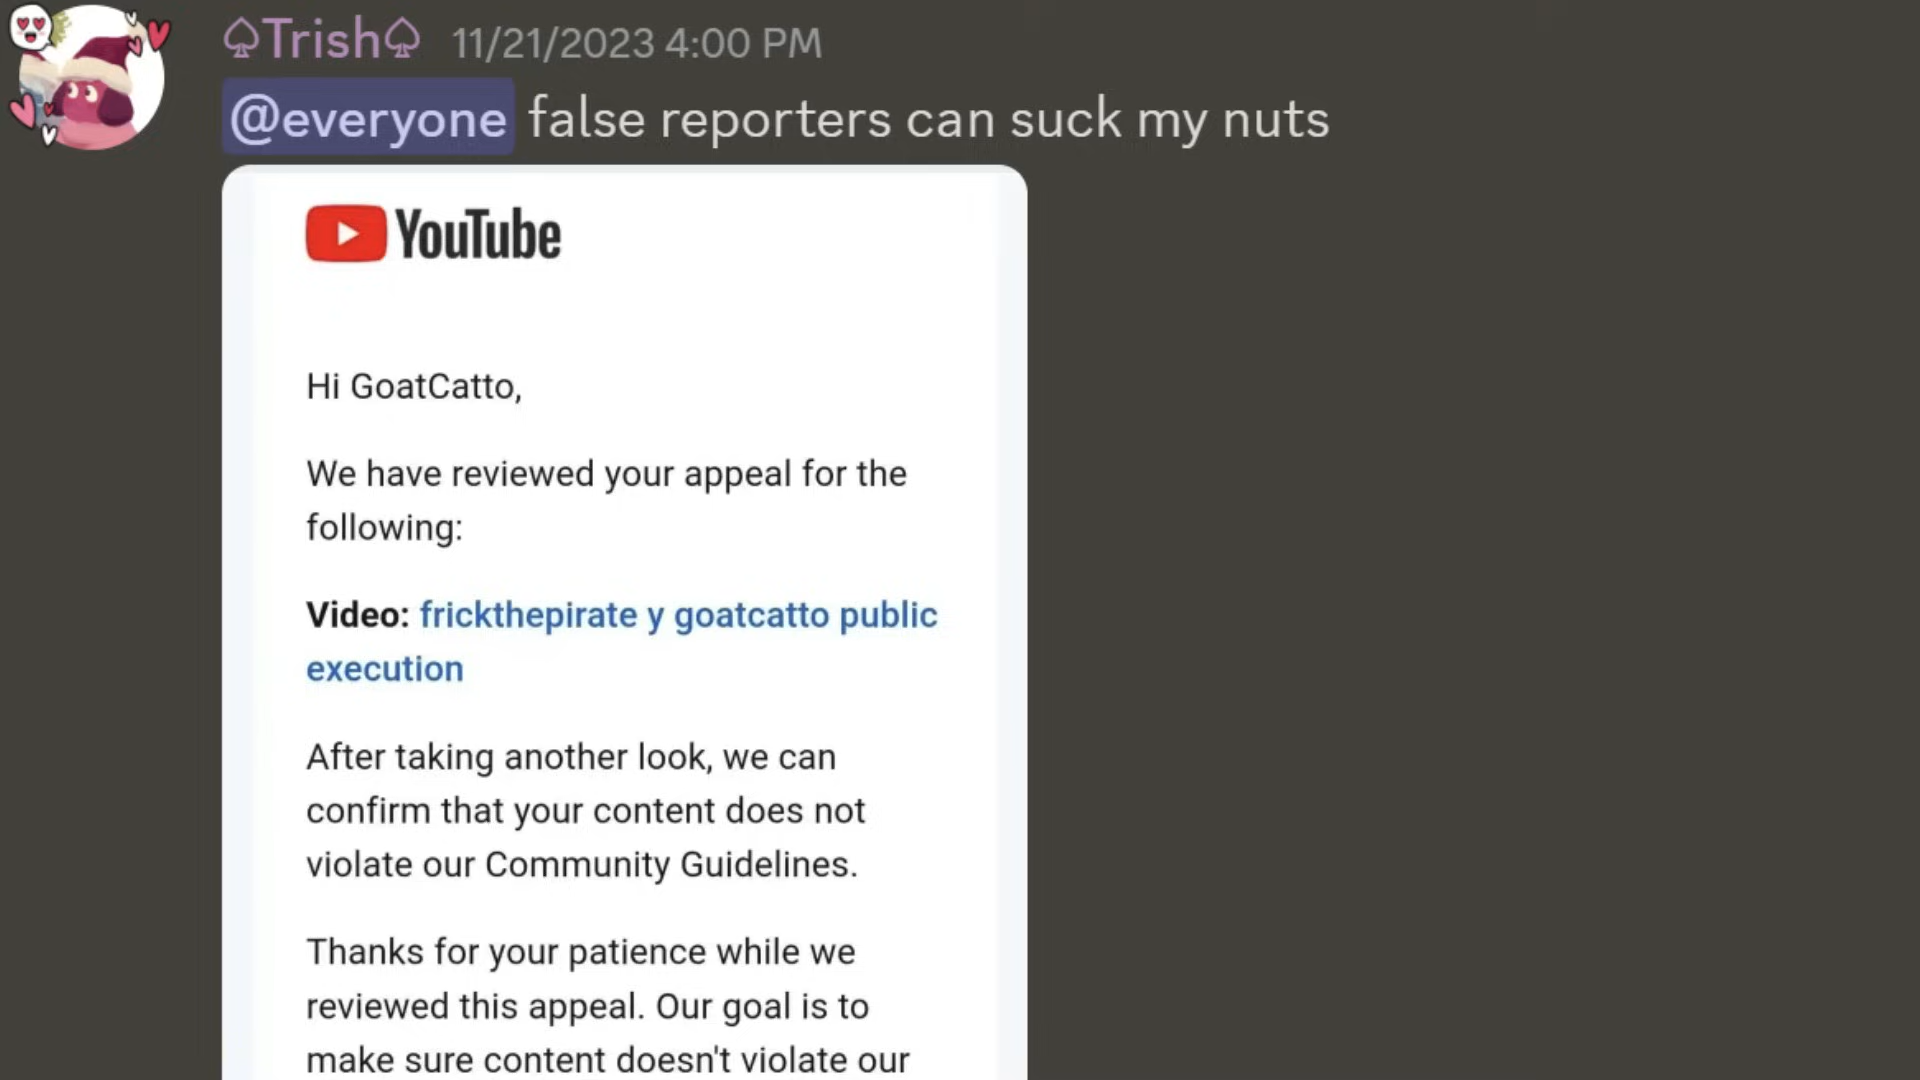 ♤Trish♤ 11/21/2023 4:00 PM
@everyone false reporters can suck my nuts
YouTube
Hi GoatCatto,
We have reviewed your appeal for the
following:
Video: frickthepirate y goatcatto public
execution
After taking another look, we can
confirm that your content does not
violate our Community Guidelines.
Thanks for your patience while we
reviewed this appeal. Our goal is to
make sure content doesn't violate our